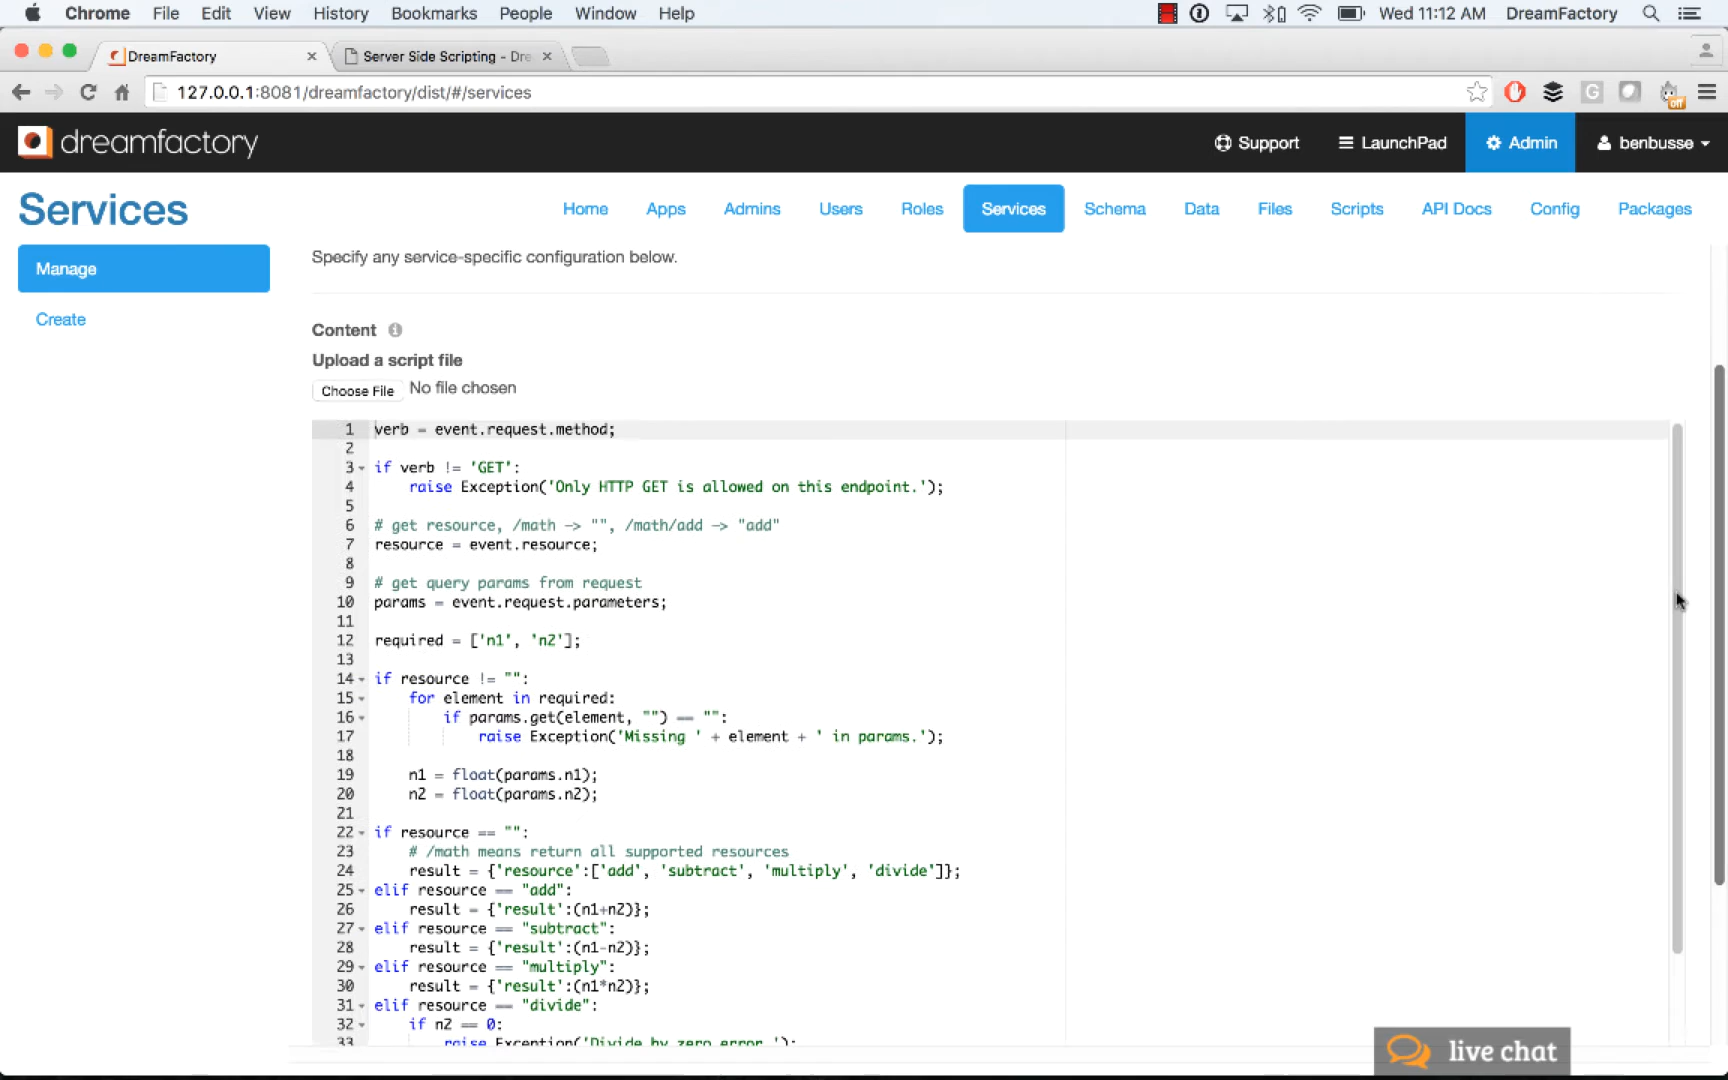 Chrome File Edit View History Bookmarks People Window Help Wed 11:12 AM DreamFactory
DreamFactory Server Side Scripting - Dre
127.0.0.1:8081/dreamfactory/dist/#/services G off
dreamfactory Support LaunchPad Admin benbusse
Services Home Apps Admins Users Roles Services Schema Data Files Scripts API Docs Config Packages
Manage
Create
Specify any service-specific configuration below.
Content
Upload a script file
Choose File No file chosen
1 verb = event.request.method;
2
3 if verb != 'GET':
4 raise Exception('Only HTTP GET is allowed on this endpoint.');
5
6 # get resource, /math -> "", /math/add -> "add"
7 resource = event.resource;
8
9 # get query params from request
10 params = event.request.parameters;
11
12 required = ['n1', 'n2'];
13
14 if resource != "":
15 for element in required:
16 if params.get(element, "") == "":
17 raise Exception('Missing ' + element + ' in params.');
18
19 n1 = float(params.n1);
20 n2 = float(params.n2);
21
22 if resource == "":
23 # /math means return all supported resources
24 result = {'resource':['add', 'subtract', 'multiply', 'divide']};
25 elif resource == "add":
26 result = {'result':(n1+n2)};
27 elif resource == "subtract":
28 result = {'result':(n1-n2)};
29 elif resource == "multiply":
30 result = {'result':(n1*n2)};
31 elif resource == "divide":
32 if n2 == 0:
33 raise Exception('Divide by zero error.');
live chat